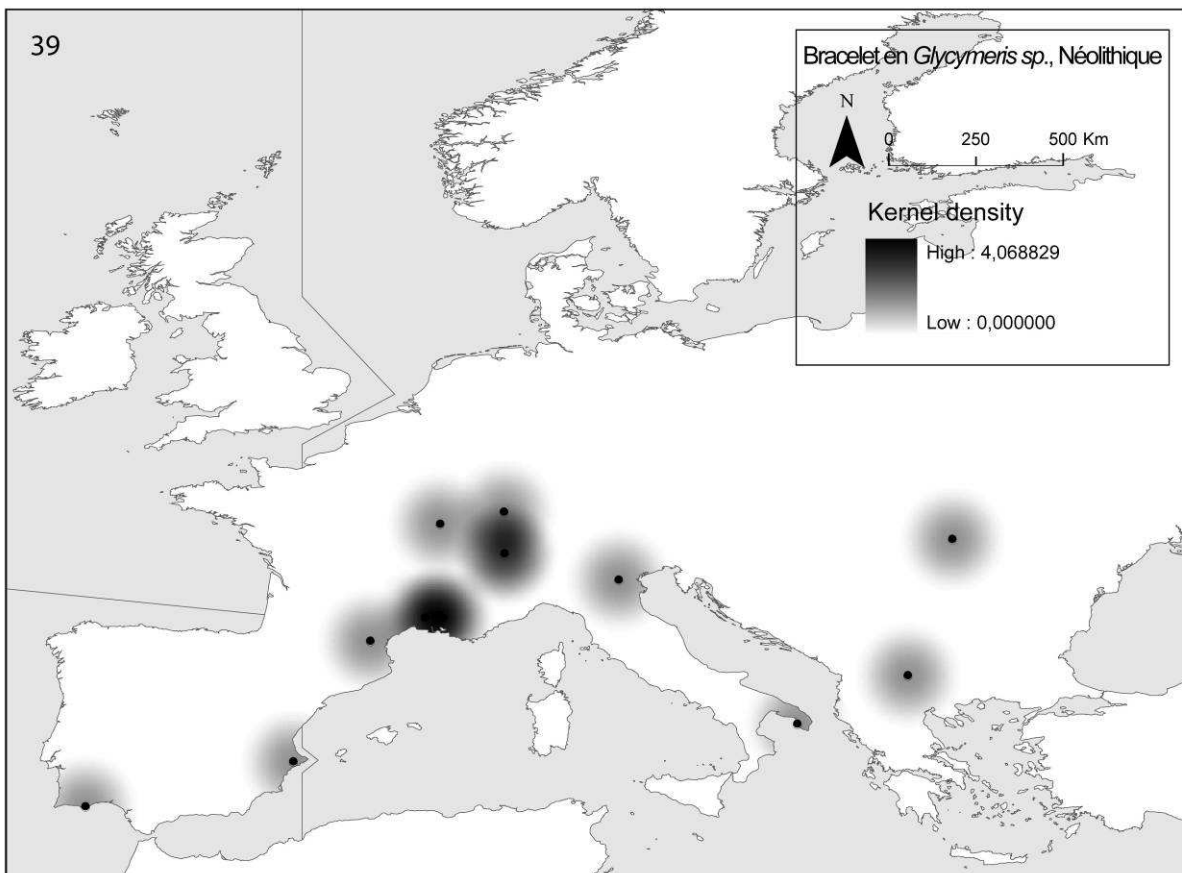 39
Bracelet en Glycymeris sp., Néolithique
N
0 250 500 Km
Kernel density
High : 4,068829
Low : 0,000000